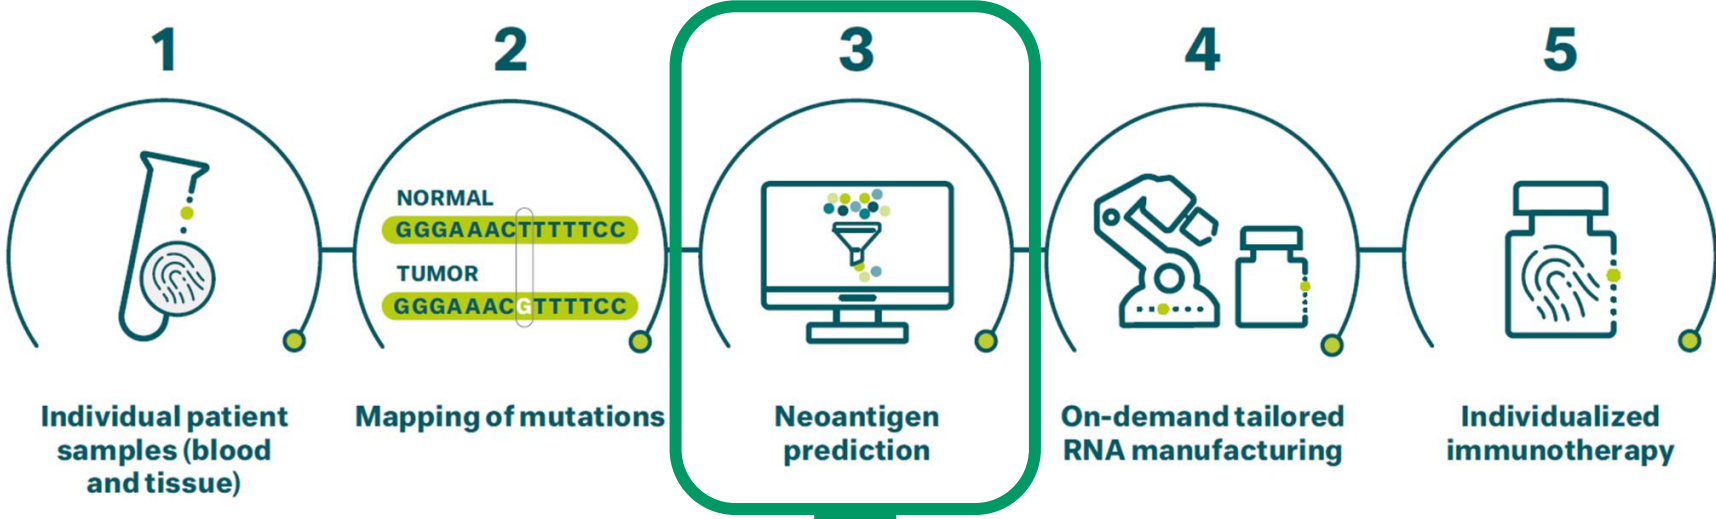 1
2
3
4
5
NORMAL
GGGAAACTTTTTCC
TUMOR
GGGAAACGTTTTCC
Individual patient
samples (blood
and tissue)
Mapping of mutations
Neoantigen
prediction
On-demand tailored
RNA manufacturing
Individualized
immunotherapy